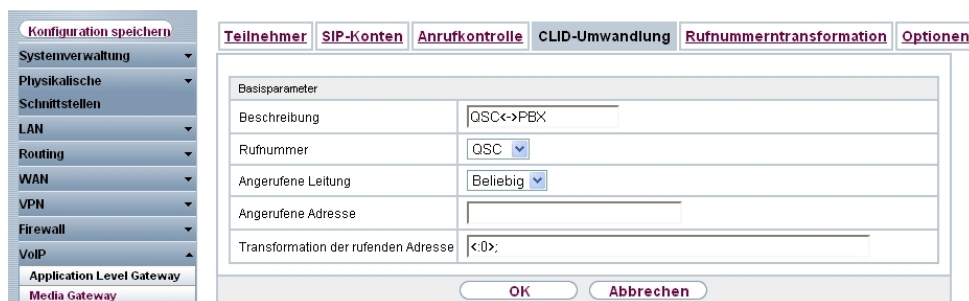 Konfiguration speichern
Systemverwaltung
Physikalische
Schnittstellen
LAN
Routing
WAN
VPN
Firewall
VoIP
Application Level Gateway
Media Gateway
Teilnehmer SIP-Konten Anrufkontrolle CLID-Umwandlung Rufnummerntransformation Optionen
Basisparameter
Beschreibung QSC<->PBX
Rufnummer QSC
Angerufene Leitung Beliebig
Angerufene Adresse
Transformation der rufenden Adresse <:0>;
OK Abbrechen